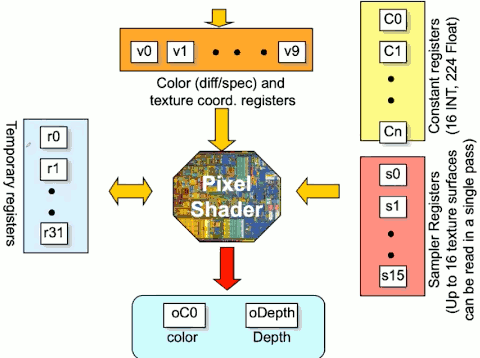 v0 v1 v9
Color (diff/spec) and
texture coord. registers
C0
C1
Cn
Constant registers
(16 INT, 224 Float)
Temporary registers
r0
r1
r31
Pixel
Shader
s0
s1
s15
Sampler Registers
(Up to 16 texture surfaces
can be read in a single pass)
oC0 oDepth
color Depth